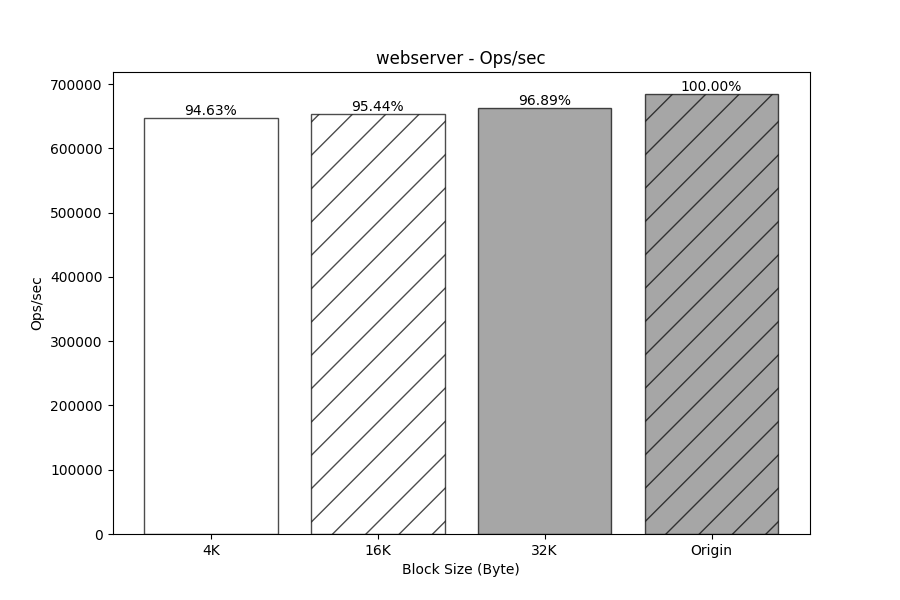 webserver - Ops/sec
700000
600000
500000
400000
300000
200000
100000
0
Ops/sec
94.63%
95.44%
96.89%
100.00%
4K
16K
32K
Origin
Block Size (Byte)